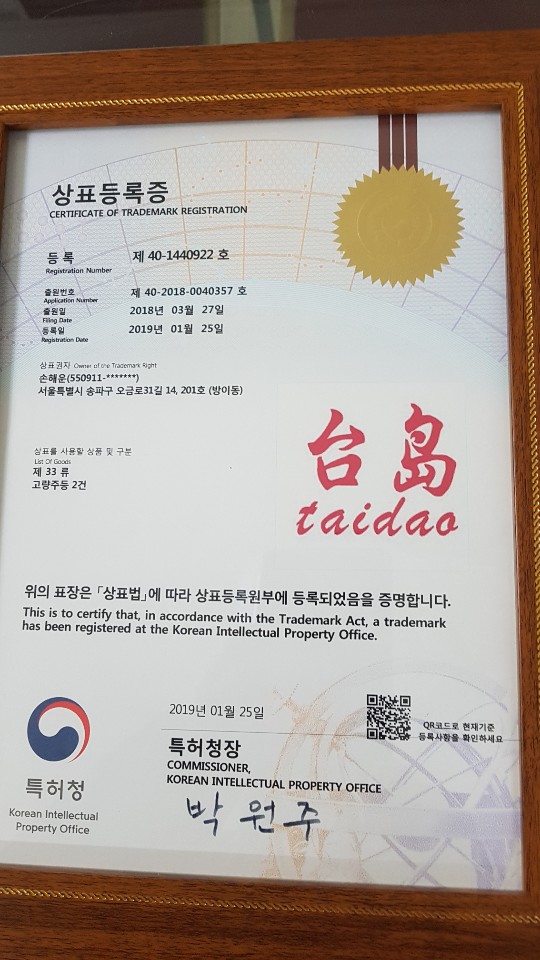 상표등록증
CERTIFICATE OF TRADEMARK REGISTRATION
등록 제 40-1440922 호
Registration Number
출원번호 제 40-2018-0040357 호
Application Number
출원일 2018년 03월 27일
Filing Date
등록일 2019년 01월 25일
Registration Date
상표권자 Owner of the Trademark Right
손해운(550911-*******)
서울특별시 송파구 오금로31길 14, 201호 (방이동)
상표를 사용할 상품 및 구분
List Of Goods
제 33 류
고량주등 2건
台岛
taidao
위의 표장은 「상표법」에 따라 상표등록원부에 등록되었음을 증명합니다.
This is to certify that, in accordance with the Trademark Act, a trademark
has been registered at the Korean Intellectual Property Office.
2019년 01월 25일
QR코드로 현재기준
등록사항을 확인하세요
특허청장
COMMISSIONER,
KOREAN INTELLECTUAL PROPERTY OFFICE
박원주
특허청
Korean Intellectual
Property Office